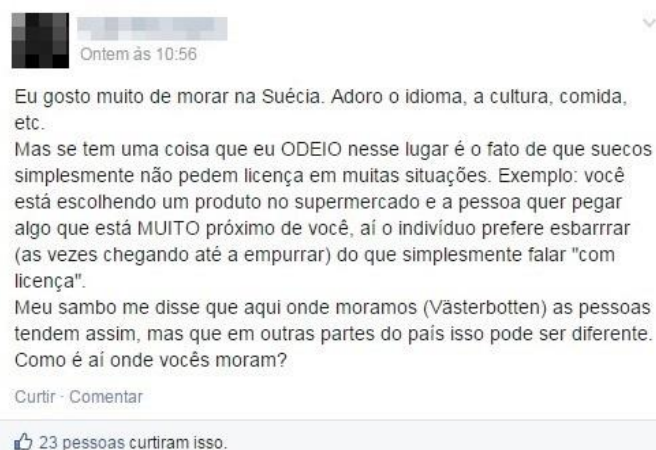 Ontem às 10:56
Eu gosto muito de morar na Suécia. Adoro o idioma, a cultura, comida,
etc.
Mas se tem uma coisa que eu ODEIO nesse lugar é o fato de que suecos
simplesmente não pedem licença em muitas situações. Exemplo: você
está escolhendo um produto no supermercado e a pessoa quer pegar
algo que está MUITO próximo de você, aí o indivíduo prefere esbarrrar
(as vezes chegando até a empurrar) do que simplesmente falar "com
licença".
Meu sambo me disse que aqui onde moramos (Västerbotten) as pessoas
tendem assim, mas que em outras partes do país isso pode ser diferente.
Como é aí onde vocês moram?
Curtir · Comentar
23 pessoas curtiram isso.